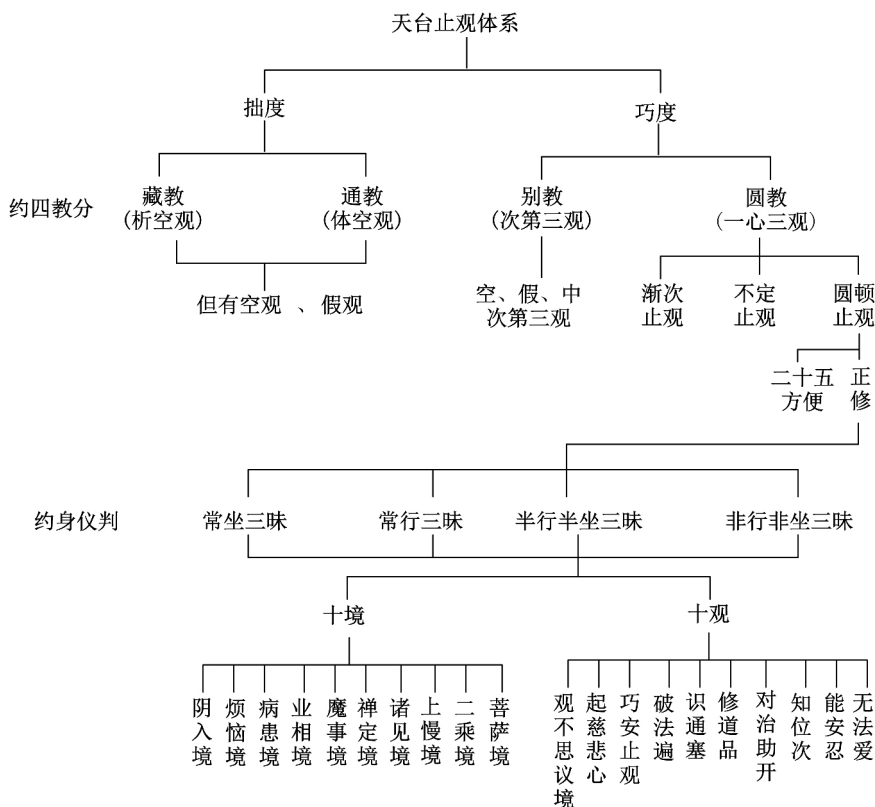 天台止观体系
拙度
巧度
约四教分
藏教
(析空观)
通教
(体空观)
别教
(次第三观)
圆教
(一心三观)
但有空观 、假观
空、假、中
次第三观
渐次
止观
不定
止观
圆顿
止观
二十五
方便
正
修
约身仪判
常坐三昧
常行三昧
半行半坐三昧
非行非坐三昧
十境
十观
阴入境
烦恼境
病患境
业相境
魔事境
禅定境
诸见境
上慢境
二乘境
菩萨境
观不思议境
起慈悲心
巧安止观
破法遍
识通塞
修道品
对治助开
知位次
能安忍
无法爱